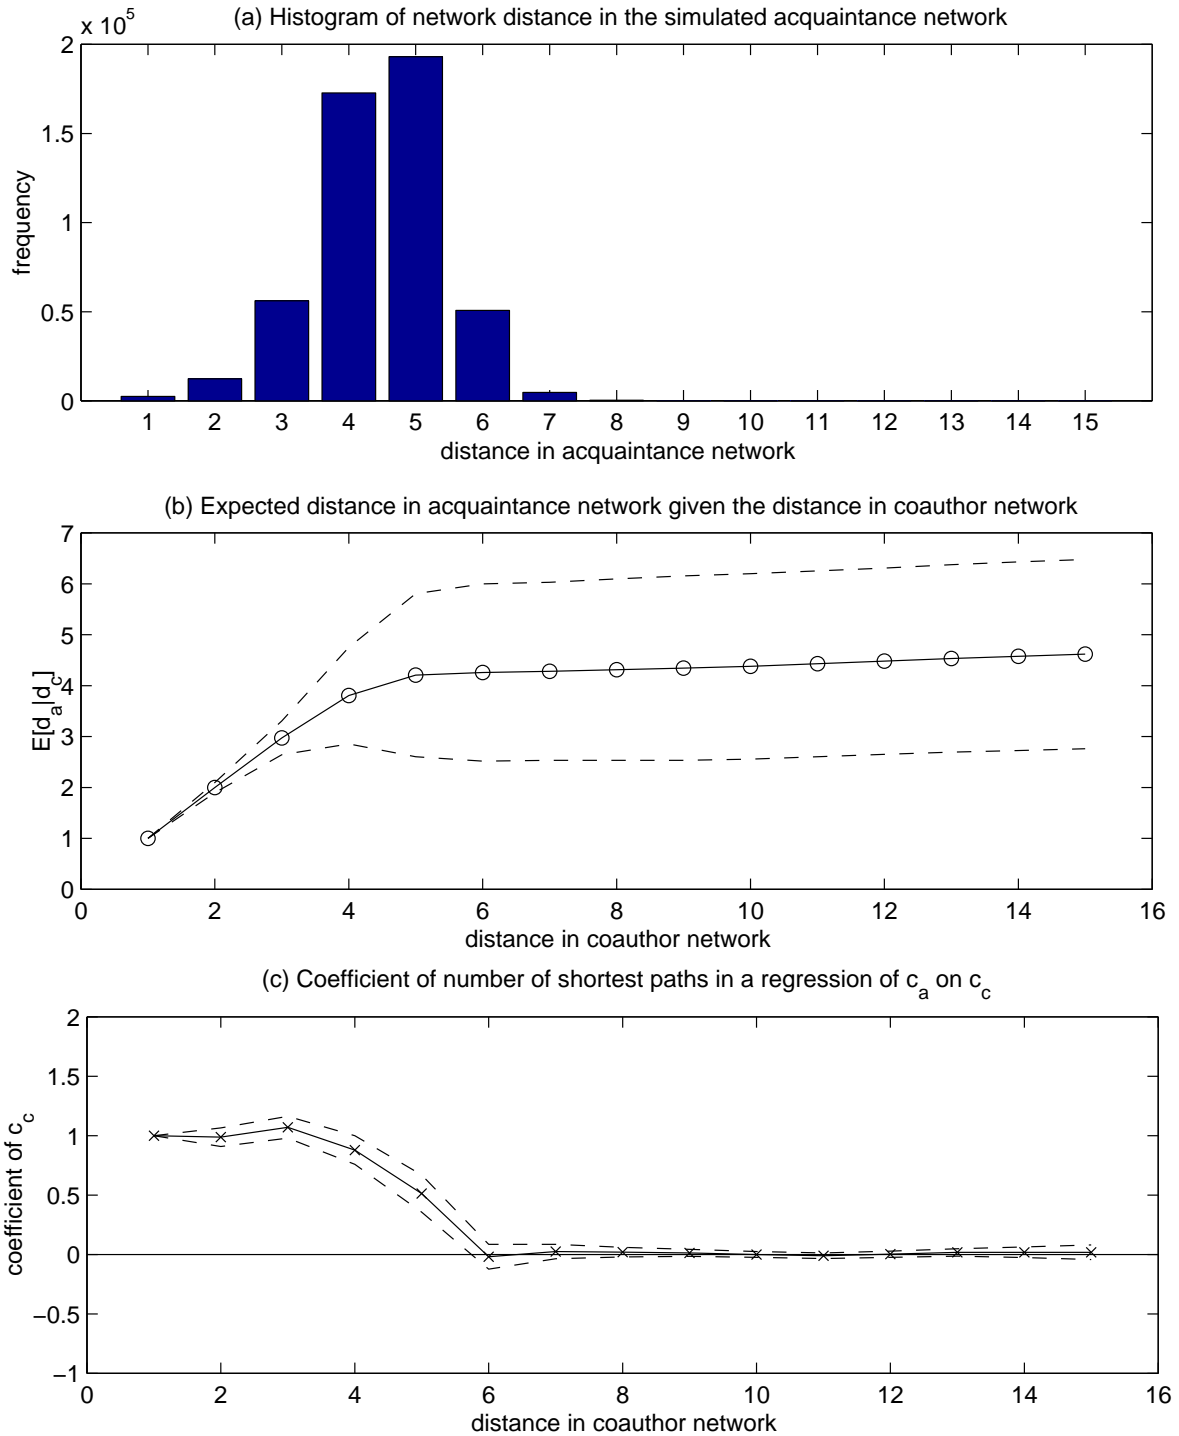 (a) Histogram of network distance in the simulated acquaintance network
x 10^5
2
1.5
1
0.5
0
frequency
1 2 3 4 5 6 7 8 9 10 11 12 13 14 15
distance in acquaintance network
(b) Expected distance in acquaintance network given the distance in coauthor network
7
6
5
4
3
2
1
0
E[d_a|d_c]
0 2 4 6 8 10 12 14 16
distance in coauthor network
(c) Coefficient of number of shortest paths in a regression of c_a on c_c
2
1.5
1
0.5
0
−0.5
−1
coefficient of c_c
0 2 4 6 8 10 12 14 16
distance in coauthor network